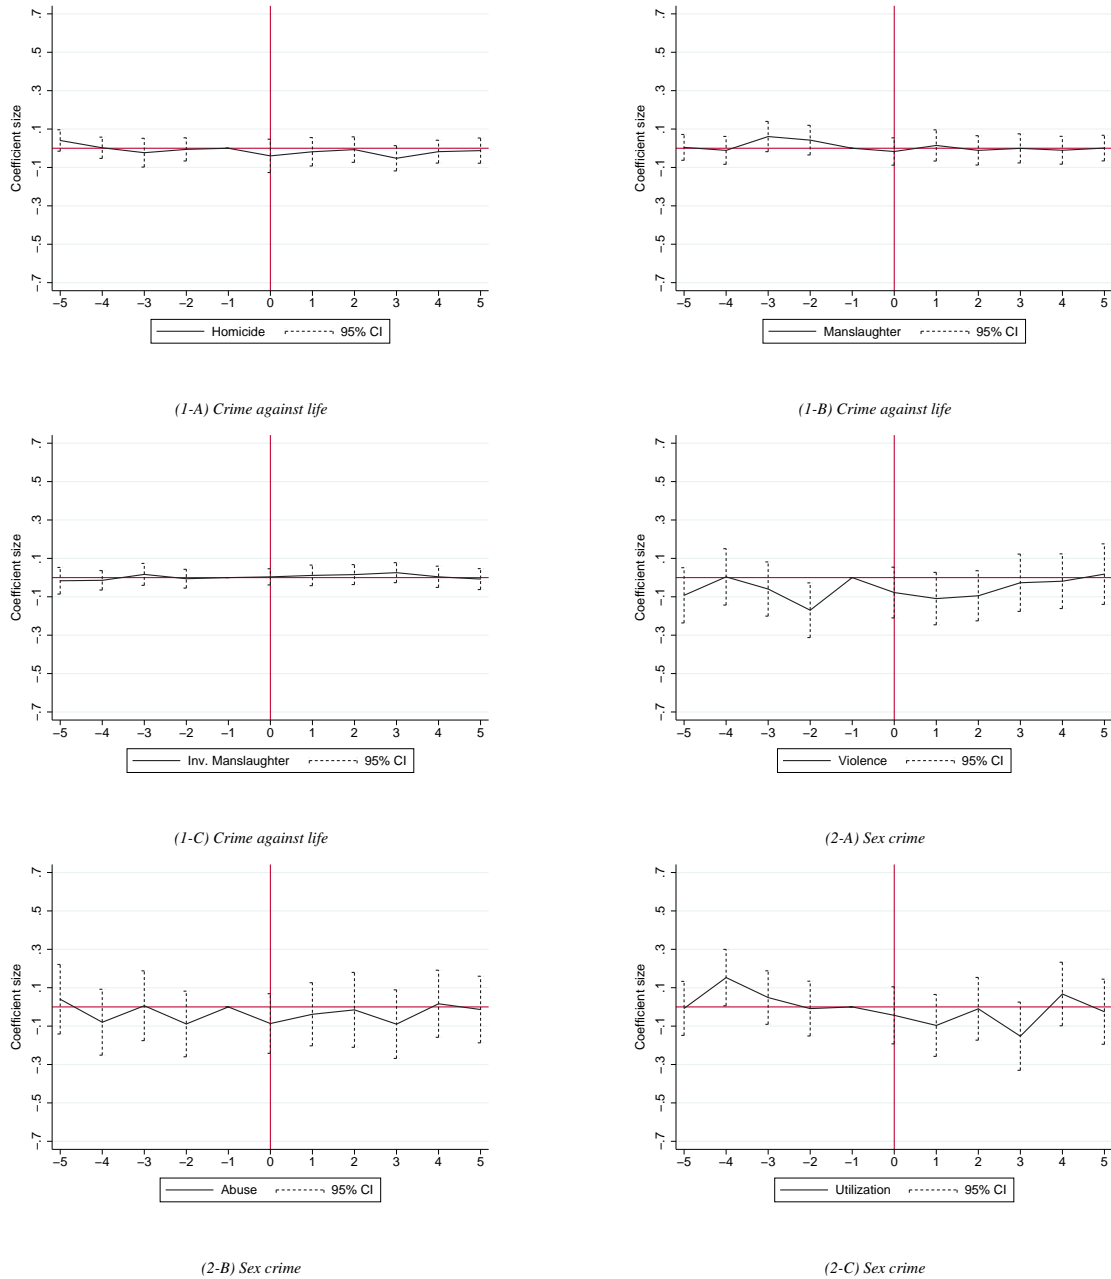 .7
.5
.3
.1
−.1
−.3
−.5
−.7
Coefficient size
−5 −4 −3 −2 −1 0 1 2 3 4 5
Homicide 95% CI
(1-A) Crime against life
.7
.5
.3
.1
−.1
−.3
−.5
−.7
Coefficient size
−5 −4 −3 −2 −1 0 1 2 3 4 5
Manslaughter 95% CI
(1-B) Crime against life
.7
.5
.3
.1
−.1
−.3
−.5
−.7
Coefficient size
−5 −4 −3 −2 −1 0 1 2 3 4 5
Inv. Manslaughter 95% CI
(1-C) Crime against life
.7
.5
.3
.1
−.1
−.3
−.5
−.7
Coefficient size
−5 −4 −3 −2 −1 0 1 2 3 4 5
Violence 95% CI
(2-A) Sex crime
.7
.5
.3
.1
−.1
−.3
−.5
−.7
Coefficient size
−5 −4 −3 −2 −1 0 1 2 3 4 5
Abuse 95% CI
(2-B) Sex crime
.7
.5
.3
.1
−.1
−.3
−.5
−.7
Coefficient size
−5 −4 −3 −2 −1 0 1 2 3 4 5
Utilization 95% CI
(2-C) Sex crime